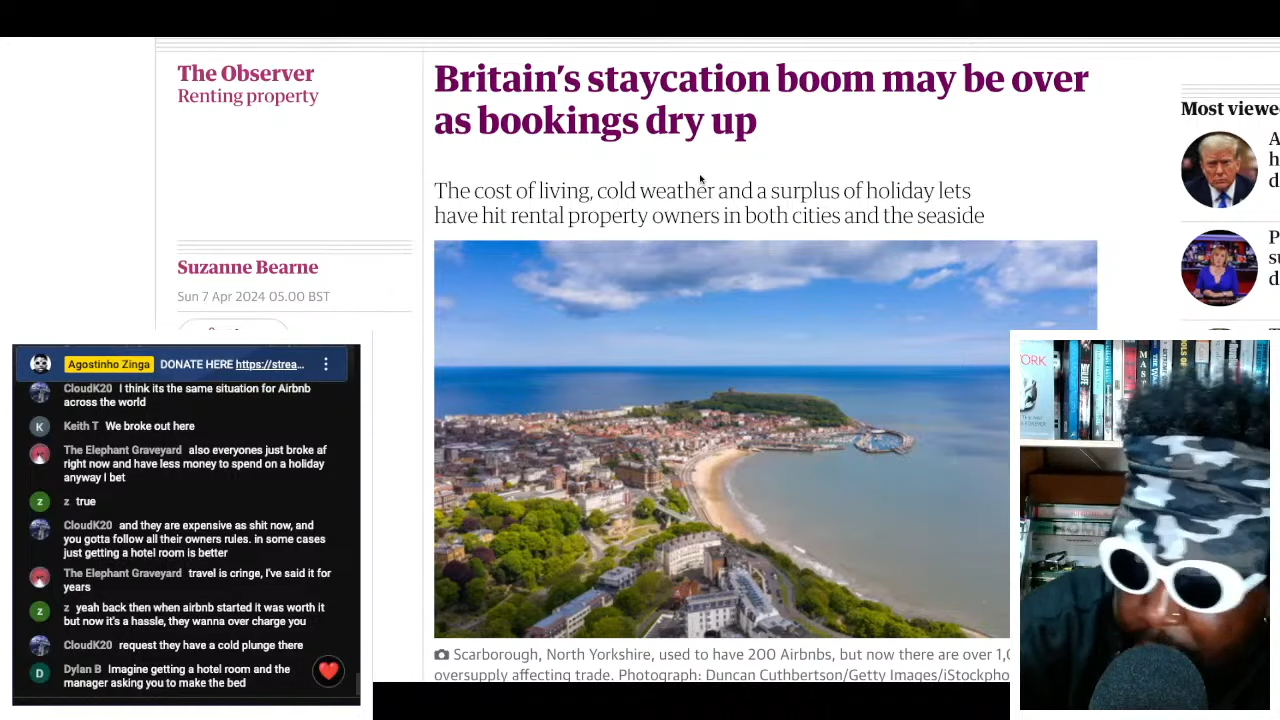 The Observer
Renting property
Britain's staycation boom may be over
as bookings dry up
The cost of living, cold weather and a surplus of holiday lets
have hit rental property owners in both cities and the seaside
Suzanne Bearne
Sun 7 Apr 2024 05.00 BST
Scarborough, North Yorkshire, used to have 200 Airbnbs, but now there are over
oversupply affecting trade. Photograph: Duncan Cuthbertson/Getty Images/iStockpho
Most viewe
A
h
d
P
su
d
Agostinho Zinga DONATE HERE https://strea...
CloudK20 I think its the same situation for Airbnb
across the world
K Keith T We broke out here
The Elephant Graveyard also everyones just broke af
right now and have less money to spend on a holiday
anyway I bet
z z true
CloudK20 and they are expensive as shit now, and
you gotta follow all their owners rules. in some cases
just getting a hotel room is better
The Elephant Graveyard travel is cringe, I've said it for
years
z z yeah back then when airbnb started it was worth it
but now it's a hassle, they wanna over charge you
CloudK20 request they have a cold plunge there
D Dylan B Imagine getting a hotel room and the
manager asking you to make the bed